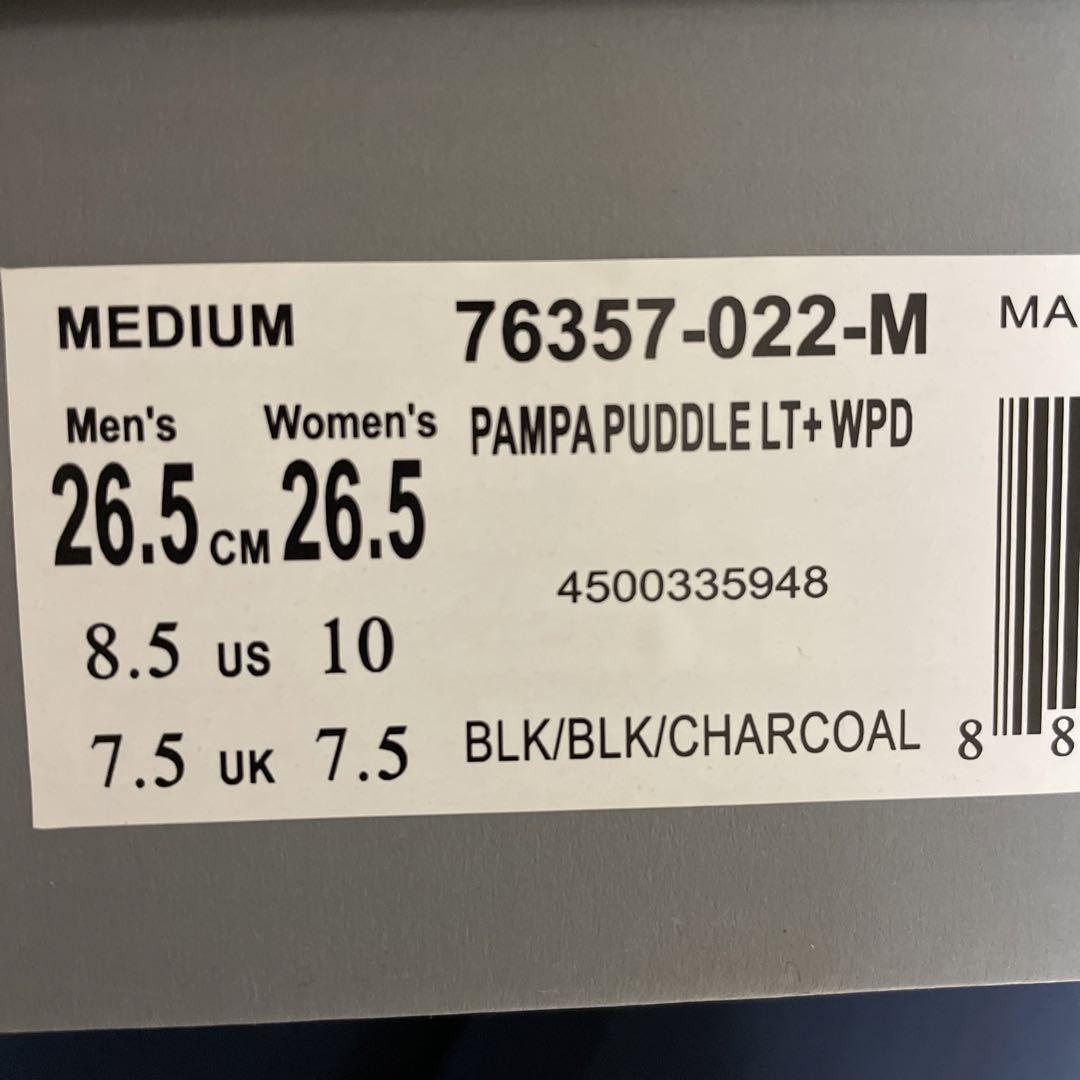 MEDIUM 76357-022-M MA
Men's Women's PAMPA PUDDLE LT+ WPD
26.5 CM 26.5
4500335948
8.5 US 10
7.5 UK 7.5 BLK/BLK/CHARCOAL 8 8